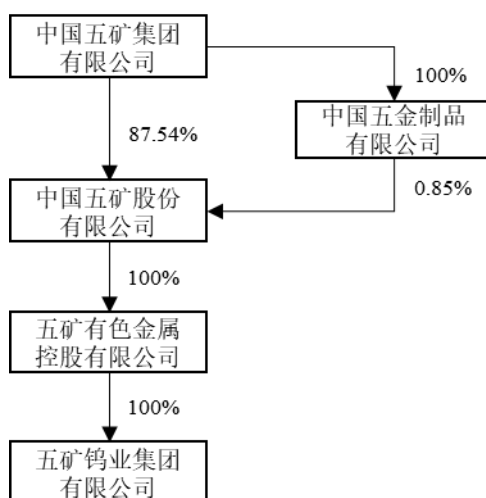 中国五矿集团
有限公司
100%
中国五金制品
有限公司
87.54%
0.85%
中国五矿股份
有限公司
100%
五矿有色金属
控股有限公司
100%
五矿钨业集团
有限公司